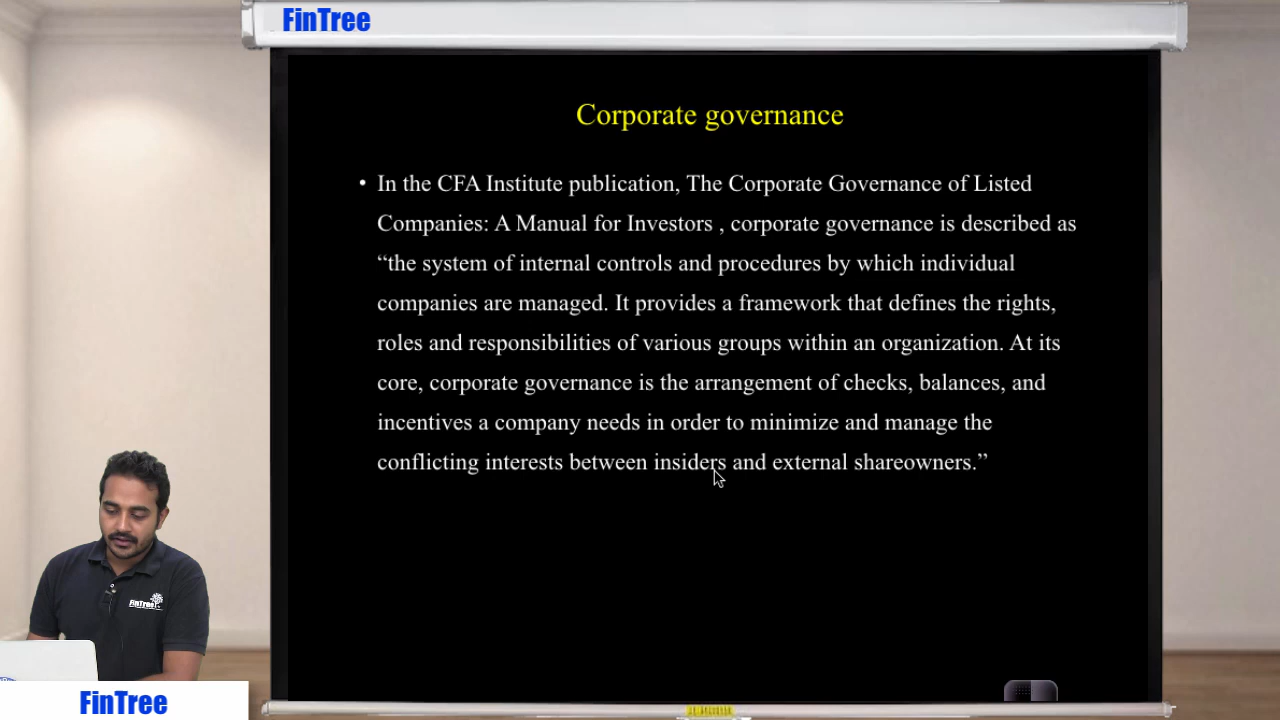 FinTree
Corporate governance
• In the CFA Institute publication, The Corporate Governance of Listed
Companies: A Manual for Investors , corporate governance is described as
“the system of internal controls and procedures by which individual
companies are managed. It provides a framework that defines the rights,
roles and responsibilities of various groups within an organization. At its
core, corporate governance is the arrangement of checks, balances, and
incentives a company needs in order to minimize and manage the
conflicting interests between insiders and external shareowners.”
FinTree
FinTree